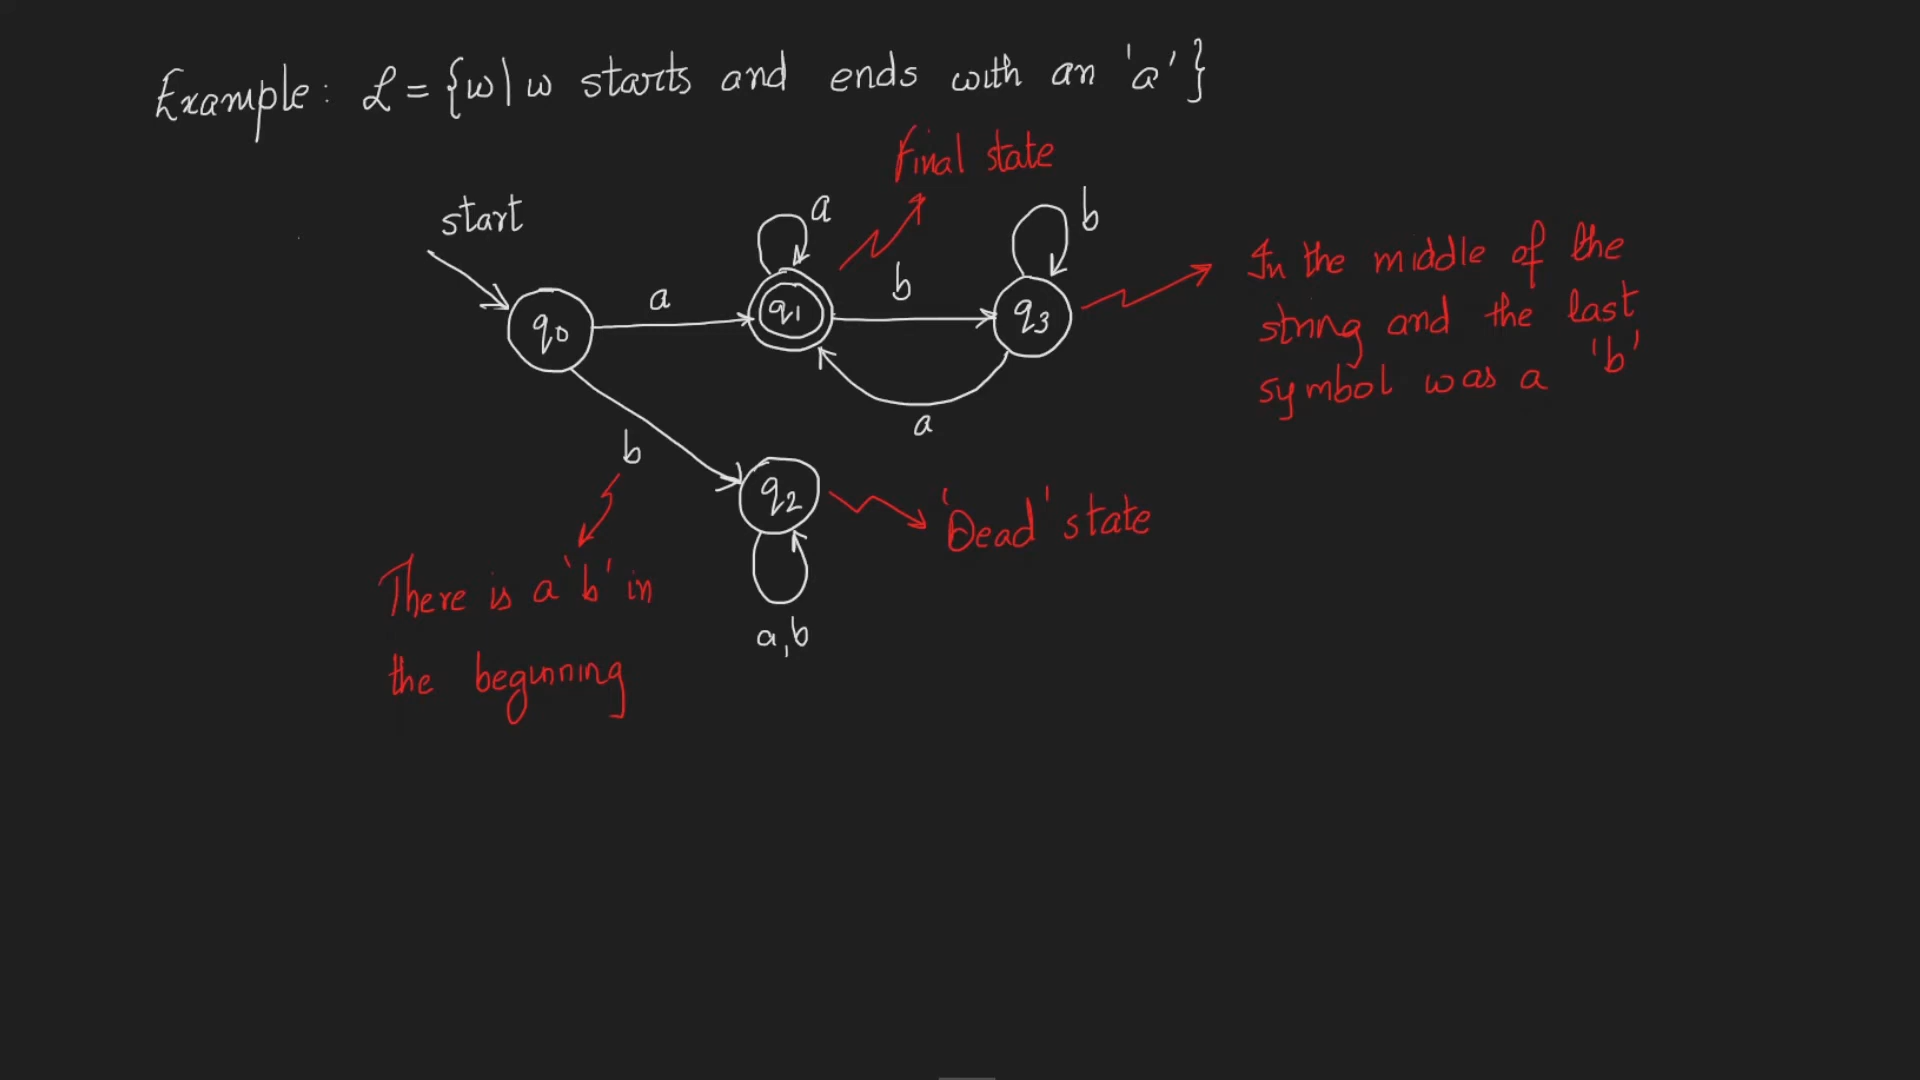 Example: L = {w | w starts and ends with an 'a'}
Final state
start
a
b
a
b
In the middle of the
string and the last
symbol was a 'b'
q0
q1
q3
a
b
q2
'Dead' state
There is a 'b' in
the beginning
a,b